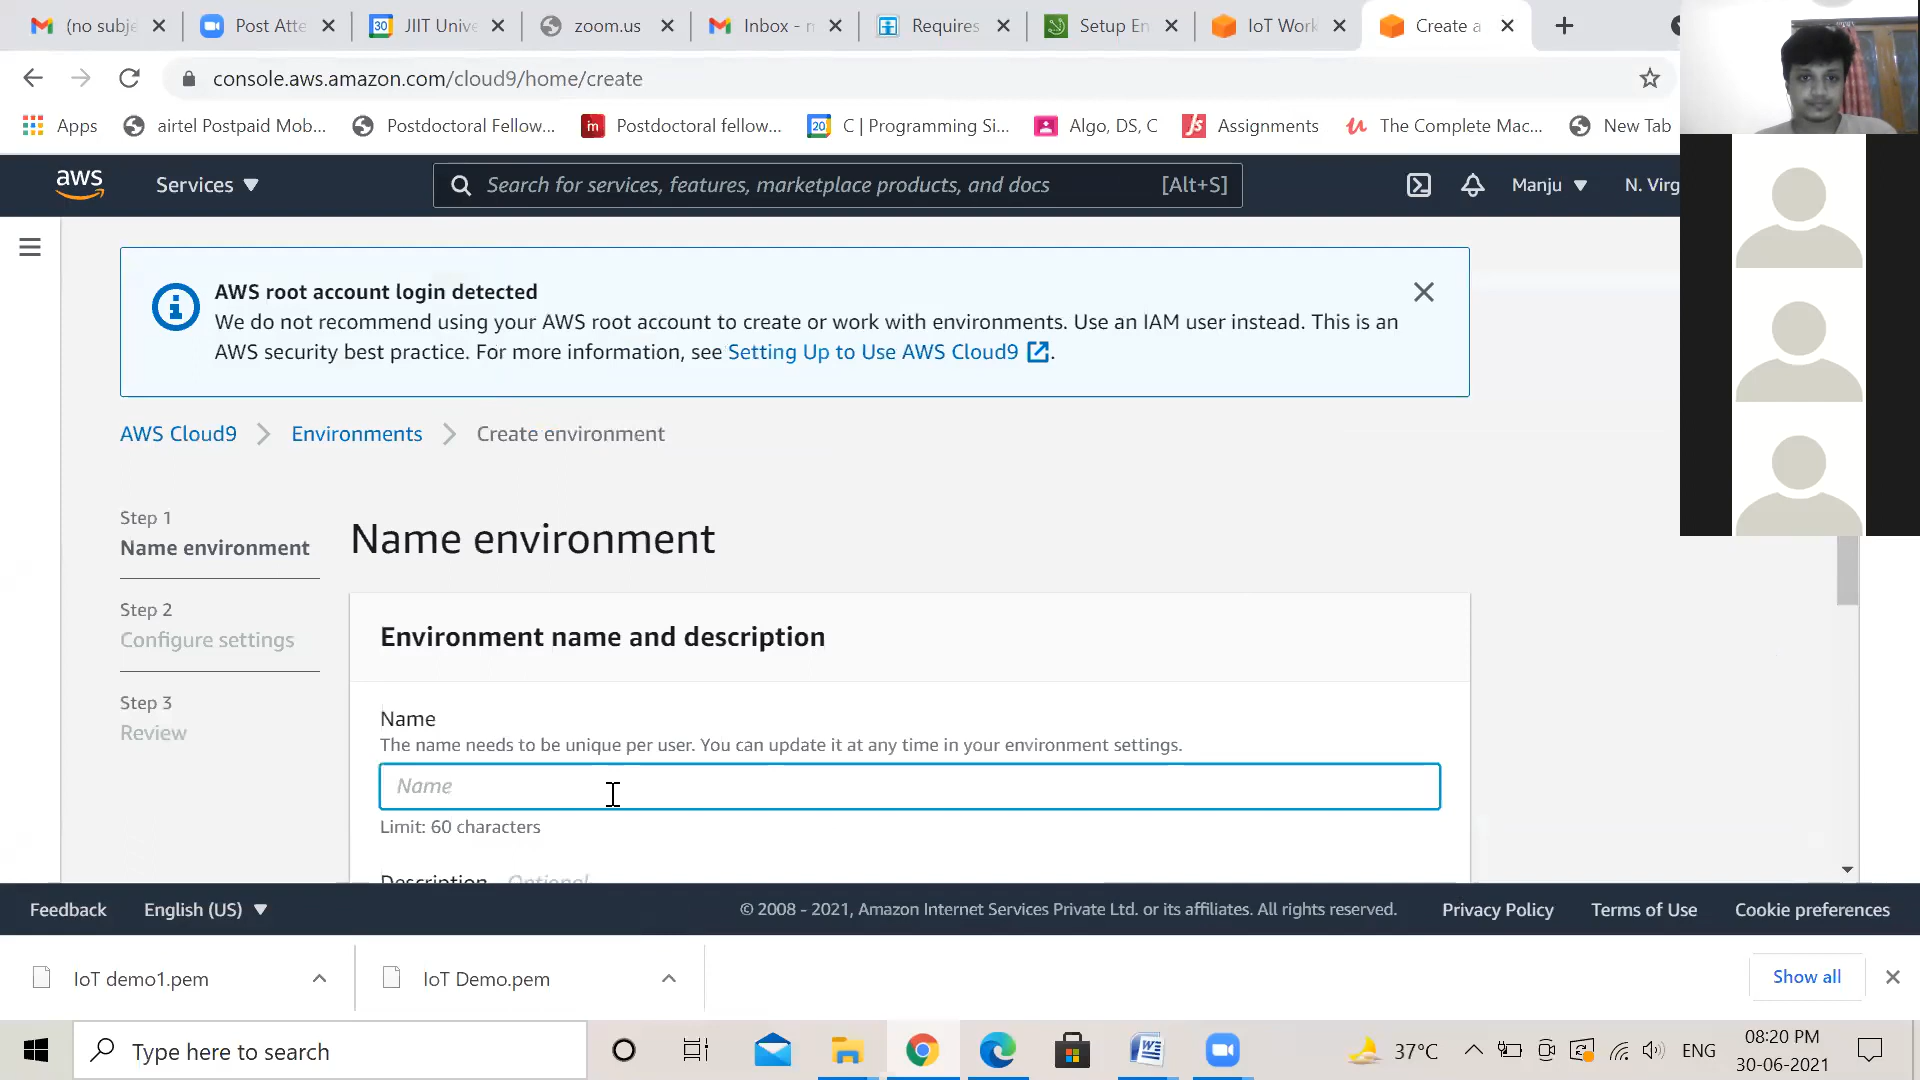 (no subje
Post Atte
30
JIIT Unive
zoom.us
Inbox - m
Requires
Setup En
IoT Work
Create a
console.aws.amazon.com/cloud9/home/create
Apps
airtel Postpaid Mob...
Postdoctoral Fellow...
m
Postdoctoral fellow...
20
C | Programming Si...
Algo, DS, C
Assignments
The Complete Mac...
New Tab
aws
Services
Search for services, features, marketplace products, and docs
[Alt+S]
Manju
N. Virg
AWS root account login detected
We do not recommend using your AWS root account to create or work with environments. Use an IAM user instead. This is an
AWS security best practice. For more information, see Setting Up to Use AWS Cloud9 .
AWS Cloud9
Environments
Create environment
Step 1
Name environment
Step 2
Configure settings
Step 3
Review
Name environment
Environment name and description
Name
The name needs to be unique per user. You can update it at any time in your environment settings.
Name
Limit: 60 characters
Description Optional
Feedback
English (US)
© 2008 - 2021, Amazon Internet Services Private Ltd. or its affiliates. All rights reserved.
Privacy Policy
Terms of Use
Cookie preferences
IoT demo1.pem
IoT Demo.pem
Show all
Type here to search
37°C
ENG
08:20 PM
30-06-2021